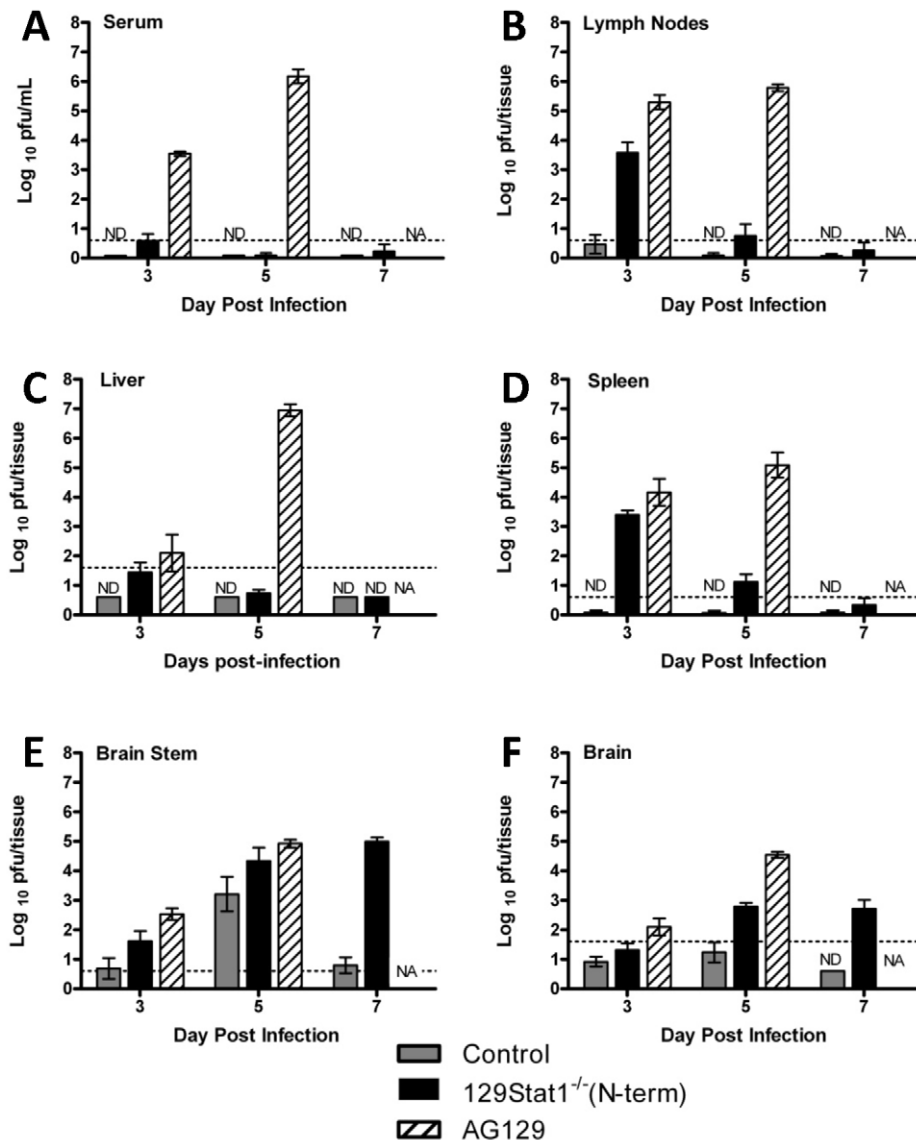 A
Serum
Log 10 pfu/mL
8
7
6
5
4
3
2
1
0
ND
ND
ND
NA
3
5
7
Day Post Infection
B
Lymph Nodes
Log 10 pfu/tissue
8
7
6
5
4
3
2
1
0
ND
ND
NA
3
5
7
Day Post Infection
C
Liver
Log 10 pfu/tissue
8
7
6
5
4
3
2
1
0
ND
ND
ND ND NA
3
5
7
Days post-infection
D
Spleen
Log 10 pfu/tissue
8
7
6
5
4
3
2
1
0
ND
ND
ND
NA
3
5
7
Day Post Infection
E
Brain Stem
Log 10 pfu/tissue
8
7
6
5
4
3
2
1
0
NA
3
5
7
Day Post Infection
F
Brain
Log 10 pfu/tissue
8
7
6
5
4
3
2
1
0
ND
NA
3
5
7
Day Post Infection
Control
129Stat1-/-(N-term)
AG129